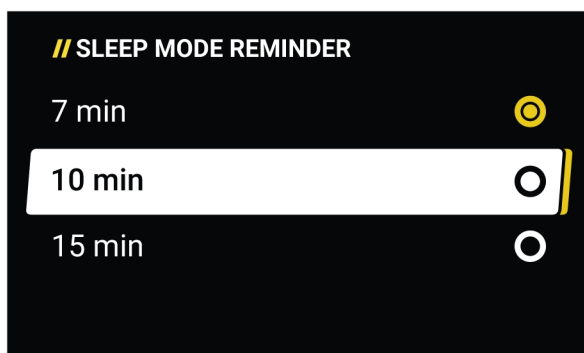 // SLEEP MODE REMINDER
7 min
10 min
15 min